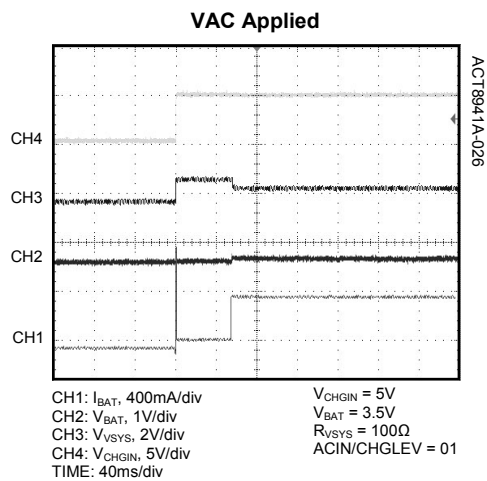 VAC Applied
ACT8941A-026
CH4
CH3
CH2
CH1
CH1: IBAT, 400mA/div
CH2: VBAT, 1V/div
CH3: VVSYS, 2V/div
CH4: VCHGIN, 5V/div
TIME: 40ms/div
VCHGIN = 5V
VBAT = 3.5V
RVSYS = 100Ω
ACIN/CHGLEV = 01